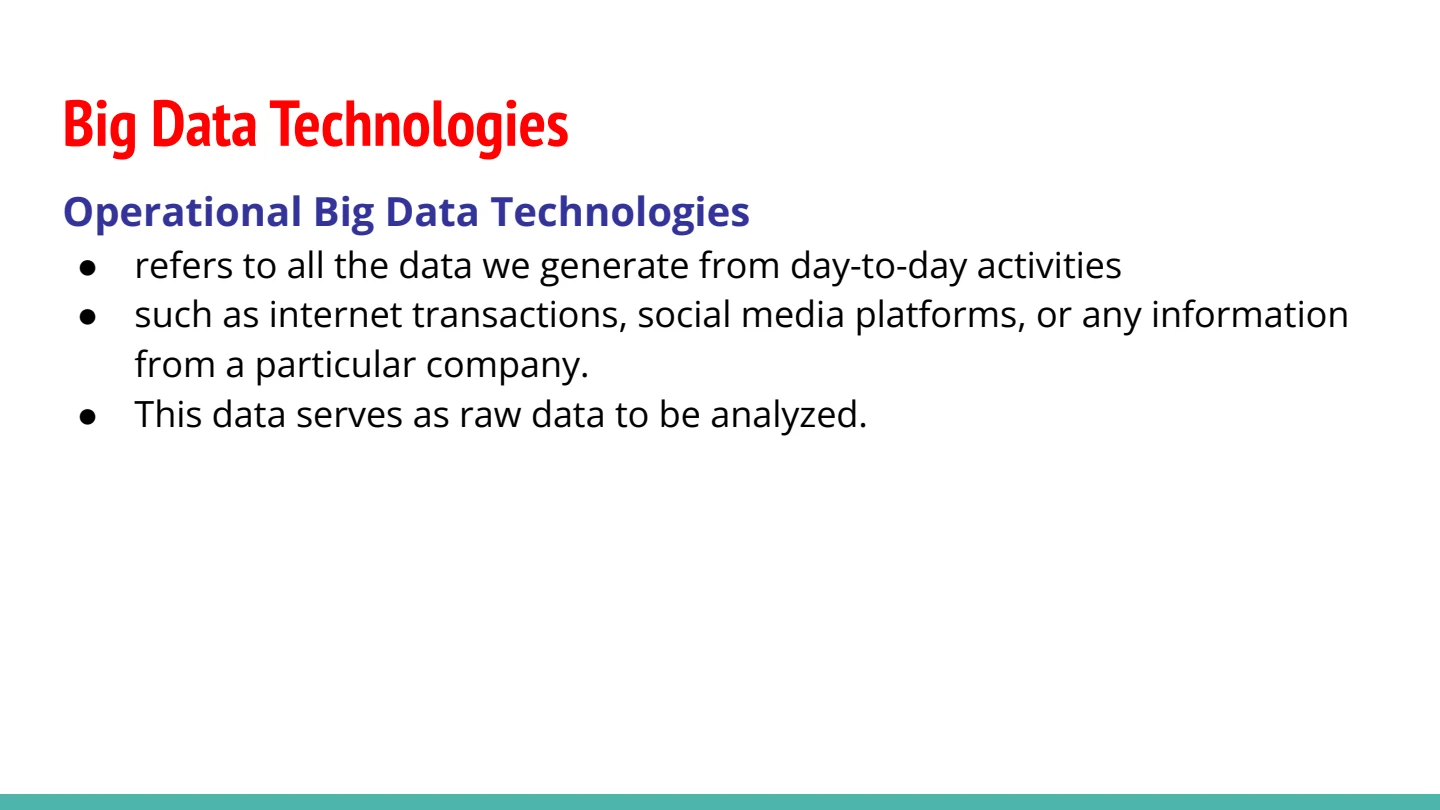 Big Data Technologies
Operational Big Data Technologies
● refers to all the data we generate from day-to-day activities
● such as internet transactions, social media platforms, or any information
from a particular company.
● This data serves as raw data to be analyzed.